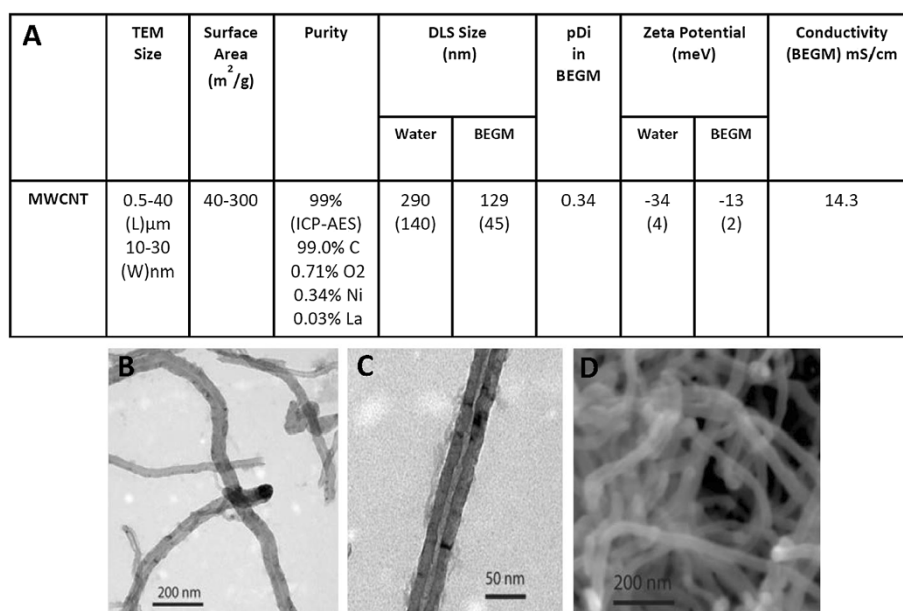 A
TEM Size
Surface Area (m²/g)
Purity
DLS Size (nm)
pDi in BEGM
Zeta Potential (meV)
Conductivity (BEGM) mS/cm
Water
BEGM
Water
BEGM
MWCNT
0.5-40 (L)μm 10-30 (W)nm
40-300
99% (ICP-AES) 99.0% C 0.71% O2 0.34% Ni 0.03% La
290 (140)
129 (45)
0.34
-34 (4)
-13 (2)
14.3
B
200 nm
C
50 nm
D
200 nm